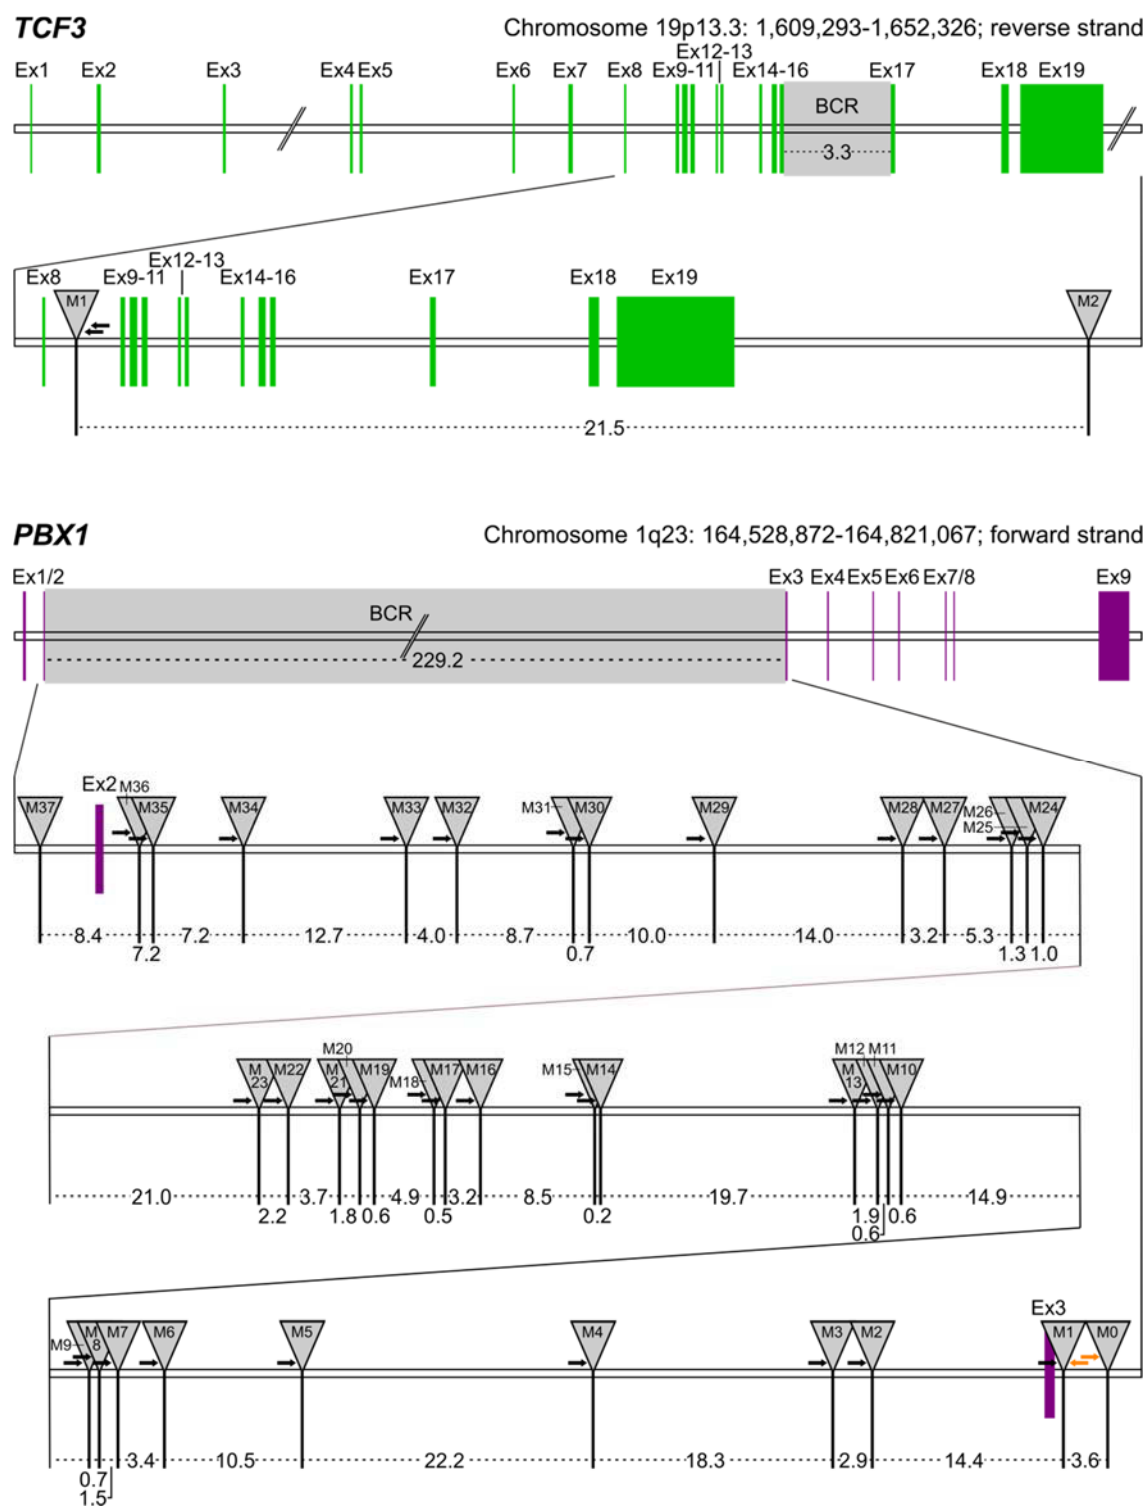 TCF3 Chromosome 19p13.3: 1,609,293-1,652,326; reverse strand
Ex12-13
Ex1 Ex2 Ex3 Ex4 Ex5 Ex6 Ex7 Ex8 Ex9-11 Ex14-16 Ex17 Ex18 Ex19
BCR
3.3
Ex12-13
Ex8 Ex9-11 Ex14-16 Ex17 Ex18 Ex19
M1 M2
21.5
PBX1 Chromosome 1q23: 164,528,872-164,821,067; forward strand
Ex1/2 Ex3 Ex4 Ex5 Ex6 Ex7/8 Ex9
BCR
229.2
Ex2 M36
M37 M35 M34 M33 M32 M31 M30 M29 M28 M27 M26 M24
M25
8.4 7.2 12.7 4.0 8.7 10.0 14.0 3.2 5.3
7.2 0.7 1.3 1.0
M20 M12 M11
M23 M22 M21 M19 M18 M17 M16 M15 M14 M13 M10
21.0 3.7 4.9 3.2 8.5 19.7 14.9
2.2 1.8 0.6 0.5 0.2 1.9 0.6
0.6
Ex3
M9 M8 M7 M6 M5 M4 M3 M2 M1 M0
3.4 10.5 22.2 18.3 2.9 14.4 3.6
0.7
1.5